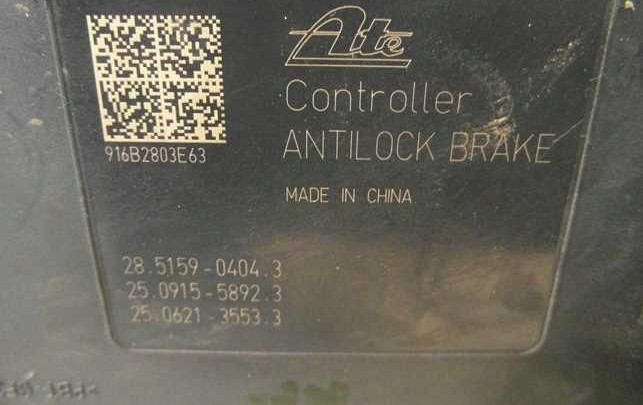 Ate
Controller
ANTILOCK BRAKE
916B2803E63
MADE IN CHINA
28.5159-0404.3
25.0915-5892.3
25.0621-3553.3